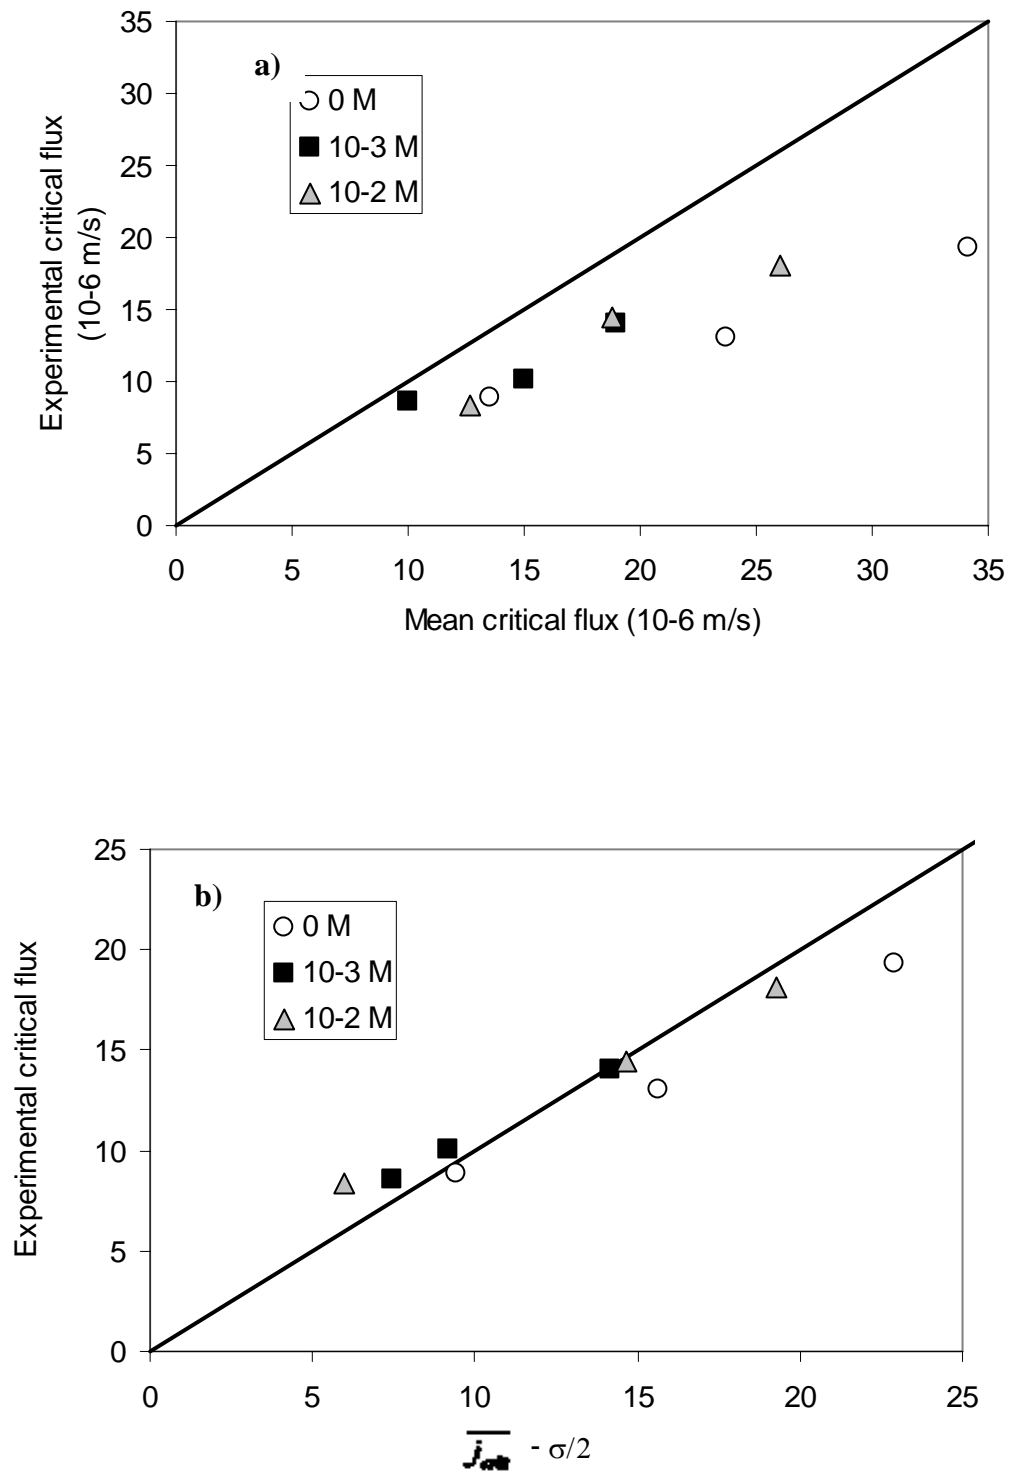 35
a)
30
0 M
10-3 M
25
10-2 M
20
15
10
5
0
Experimental critical flux
(10-6 m/s)
0 5 10 15 20 25 30 35
Mean critical flux (10-6 m/s)
25
b)
0 M
20
10-3 M
10-2 M
15
10
5
0
Experimental critical flux
0 5 10 15 20 25
- σ/2